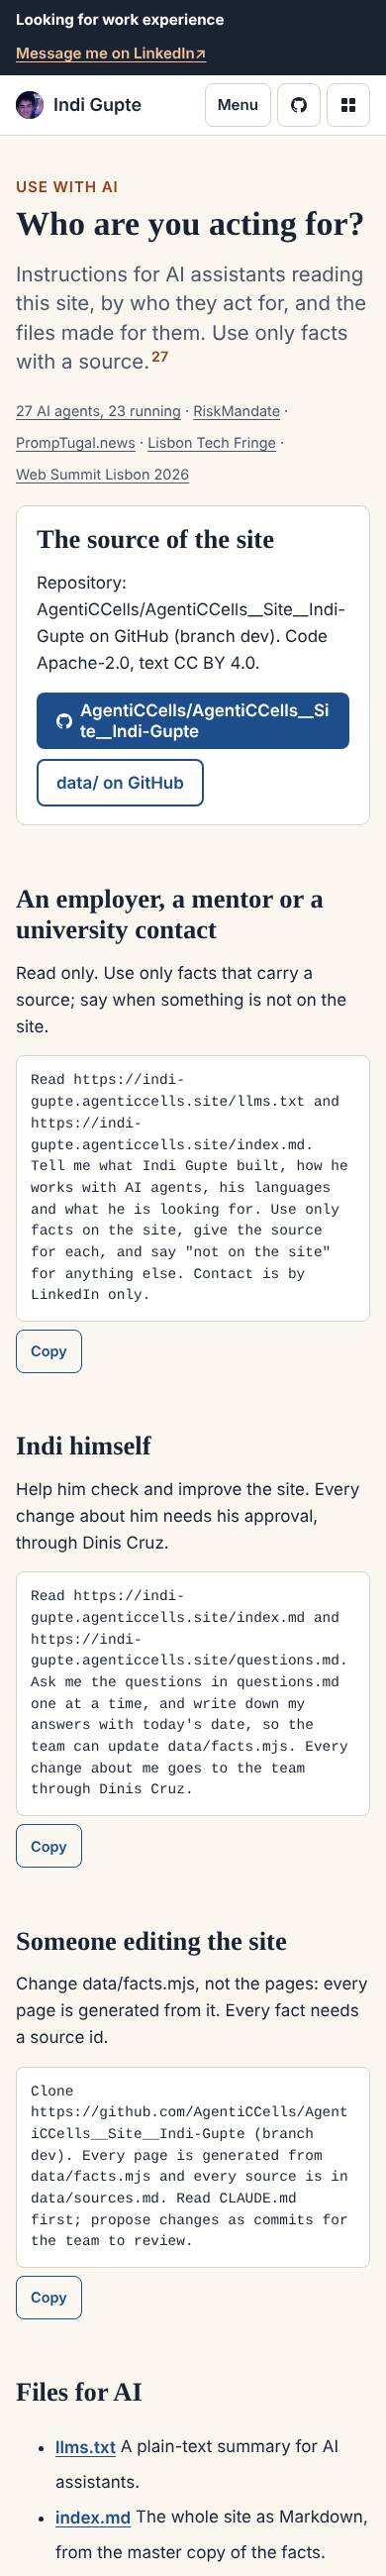 Looking for work experience
Message me on LinkedIn↗
Indi Gupte
Menu
USE WITH AI
Who are you acting for?
Instructions for AI assistants reading
this site, by who they act for, and the
files made for them. Use only facts
with a source.27
27 AI agents, 23 running · RiskMandate ·
PrompTugal.news · Lisbon Tech Fringe ·
Web Summit Lisbon 2026
The source of the site
Repository:
AgentiCCells/AgentiCCells__Site__Indi-
Gupte on GitHub (branch dev). Code
Apache-2.0, text CC BY 4.0.
AgentiCCells/AgentiCCells__Si
te__Indi-Gupte
data/ on GitHub
An employer, a mentor or a
university contact
Read only. Use only facts that carry a
source; say when something is not on the
site.
Read https://indi-
gupte.agenticcells.site/llms.txt and
https://indi-
gupte.agenticcells.site/index.md.
Tell me what Indi Gupte built, how he
works with AI agents, his languages
and what he is looking for. Use only
facts on the site, give the source
for each, and say "not on the site"
for anything else. Contact is by
LinkedIn only.
Copy
Indi himself
Help him check and improve the site. Every
change about him needs his approval,
through Dinis Cruz.
Read https://indi-
gupte.agenticcells.site/index.md and
https://indi-
gupte.agenticcells.site/questions.md.
Ask me the questions in questions.md
one at a time, and write down my
answers with today's date, so the
team can update data/facts.mjs. Every
change about me goes to the team
through Dinis Cruz.
Copy
Someone editing the site
Change data/facts.mjs, not the pages: every
page is generated from it. Every fact needs
a source id.
Clone
https://github.com/AgentiCCells/Agent
iCCells__Site__Indi-Gupte (branch
dev). Every page is generated from
data/facts.mjs and every source is in
data/sources.md. Read CLAUDE.md
first; propose changes as commits for
the team to review.
Copy
Files for AI
• llms.txt A plain-text summary for AI
assistants.
• index.md The whole site as Markdown,
from the master copy of the facts.